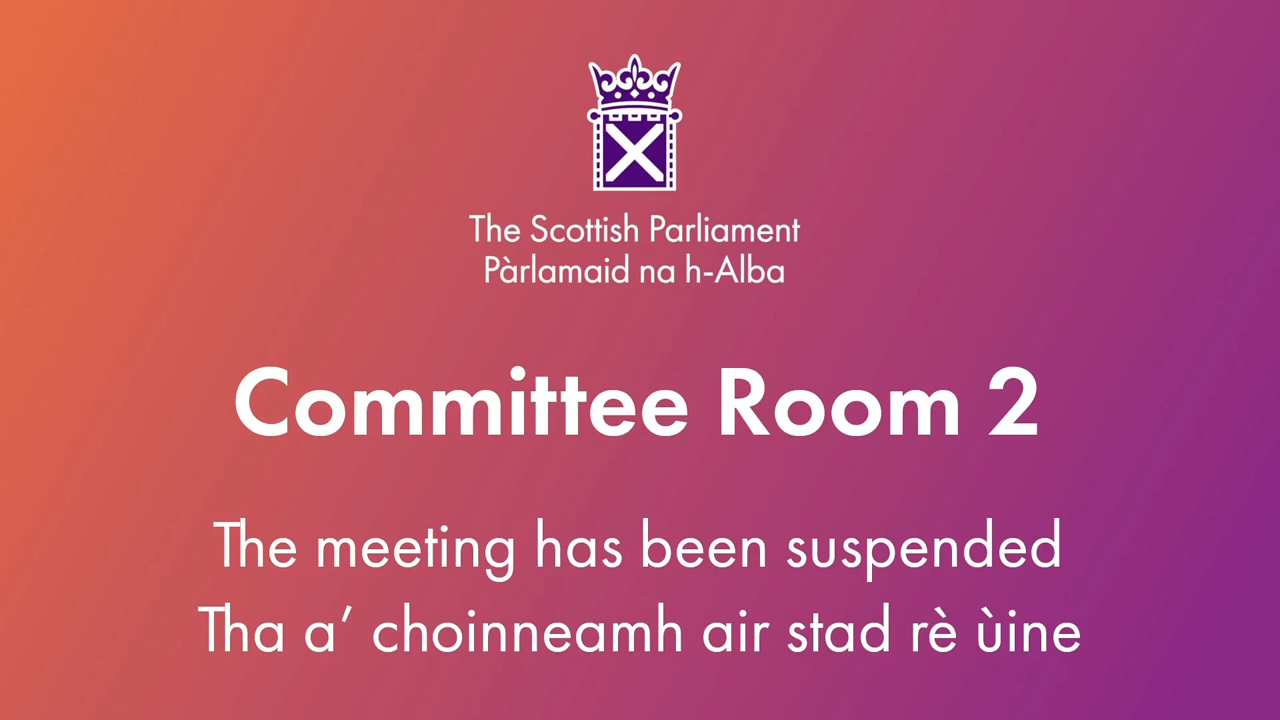 The Scottish Parliament
Pàrlamaid na h-Alba
Committee Room 2
The meeting has been suspended
Tha a’ choinneamh air stad rè ùine